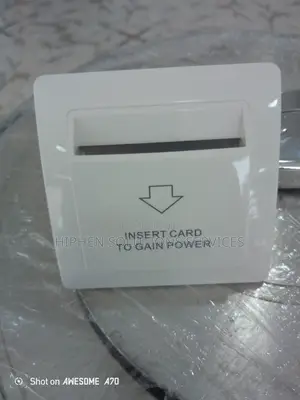 INSERT CARD
TO GAIN POWER
Shot on AWESOME A70